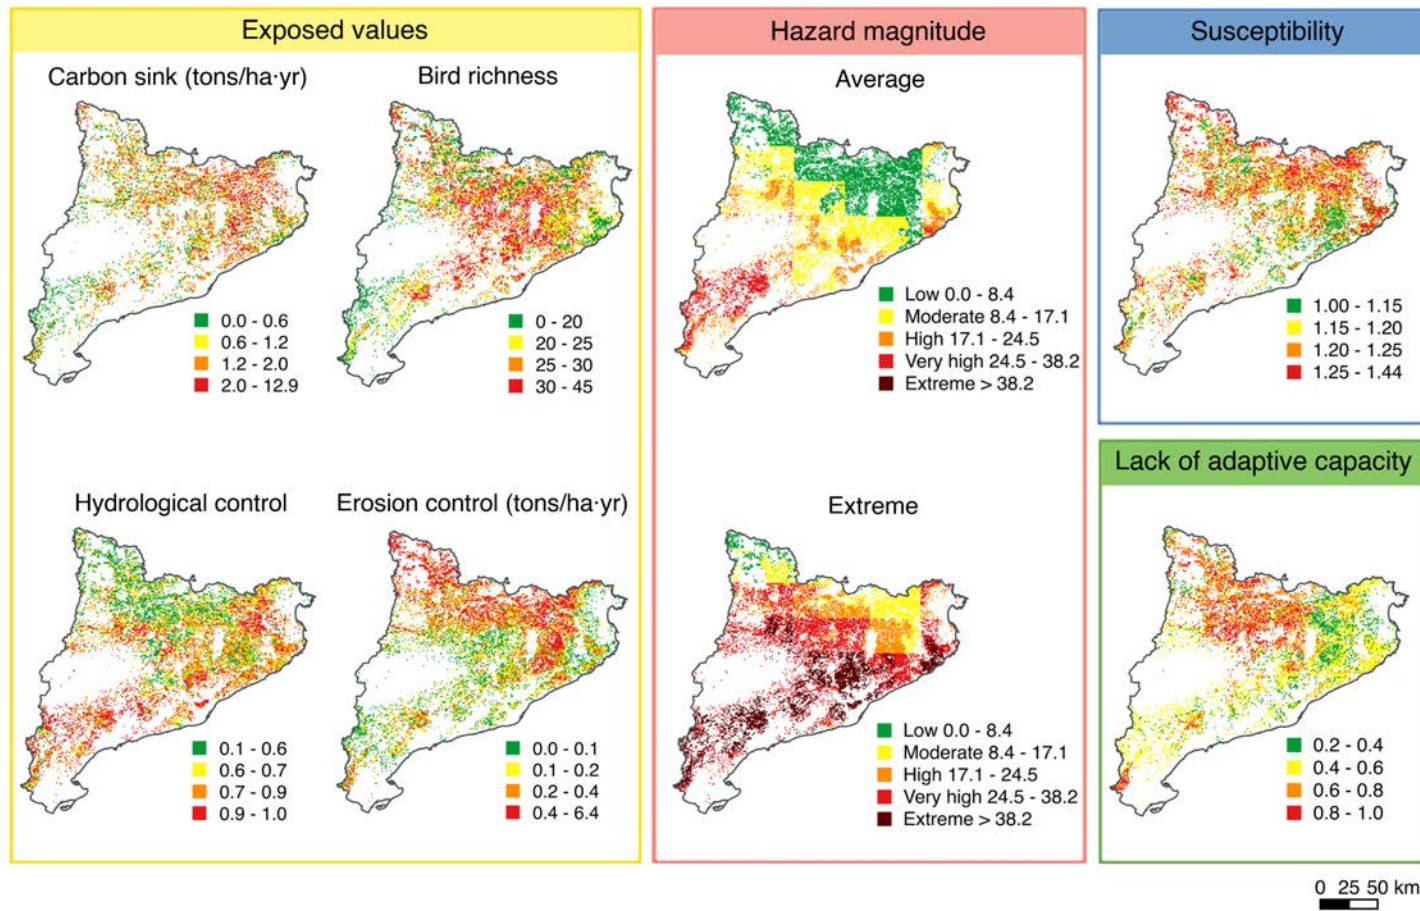 Exposed values
Carbon sink (tons/ha·yr)
Bird richness
0.0 - 0.6
0.6 - 1.2
1.2 - 2.0
2.0 - 12.9
0 - 20
20 - 25
25 - 30
30 - 45
Hydrological control
Erosion control (tons/ha·yr)
0.1 - 0.6
0.6 - 0.7
0.7 - 0.9
0.9 - 1.0
0.0 - 0.1
0.1 - 0.2
0.2 - 0.4
0.4 - 6.4
Hazard magnitude
Average
Low 0.0 - 8.4
Moderate 8.4 - 17.1
High 17.1 - 24.5
Very high 24.5 - 38.2
Extreme > 38.2
Extreme
Low 0.0 - 8.4
Moderate 8.4 - 17.1
High 17.1 - 24.5
Very high 24.5 - 38.2
Extreme > 38.2
Susceptibility
1.00 - 1.15
1.15 - 1.20
1.20 - 1.25
1.25 - 1.44
Lack of adaptive capacity
0.2 - 0.4
0.4 - 0.6
0.6 - 0.8
0.8 - 1.0
0 25 50 km